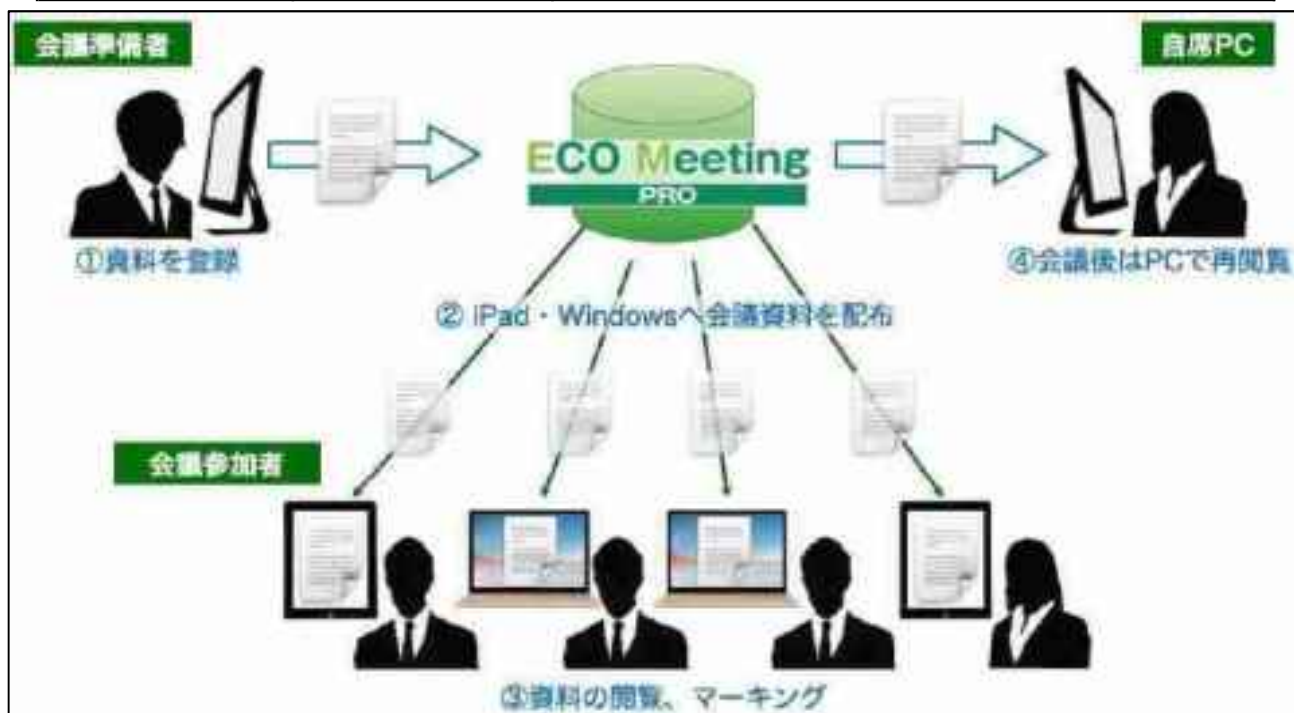 会議準備者
自席PC
ECO Meeting
PRO
①資料を登録
④会議後はPCで再閲覧
② iPad・Windowsへ会議資料を配布
会議参加者
③資料の閲覧、マーキング